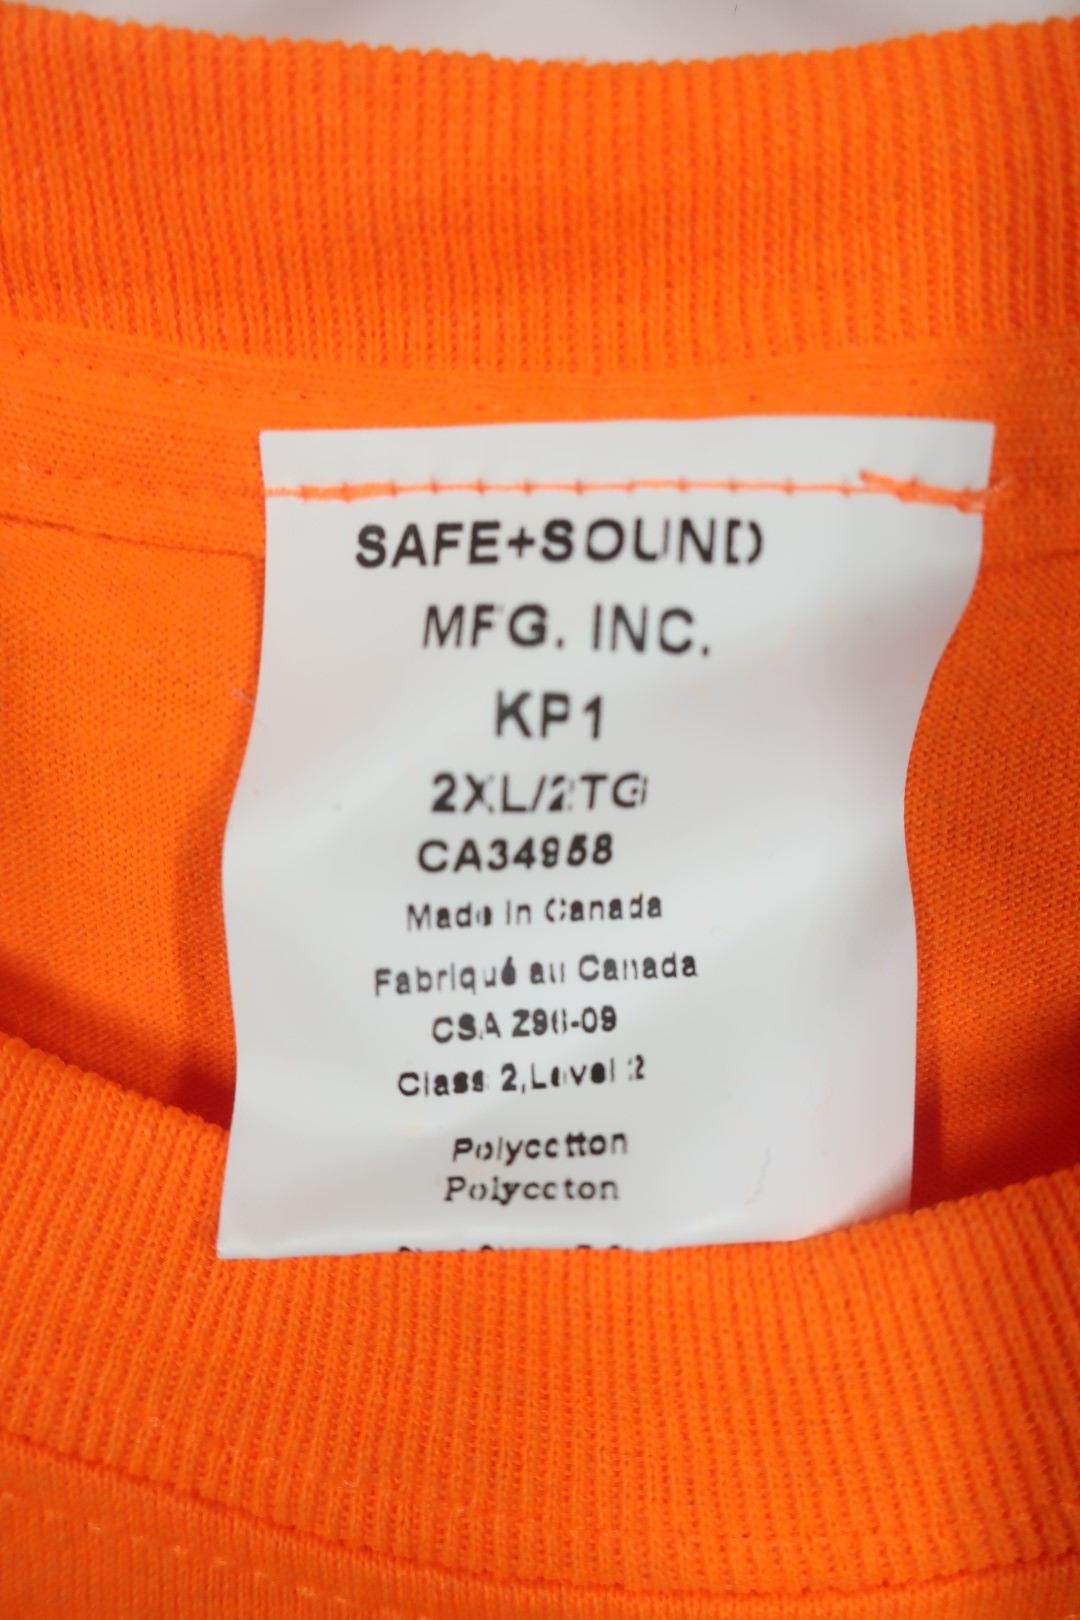 SAFE+SOUND
MFG. INC.
KP1
2XL/2TG
CA34958
Made in Canada
Fabriqué au Canada
CSA Z96-09
Class 2,Level 2
Polycotton
Polycoton